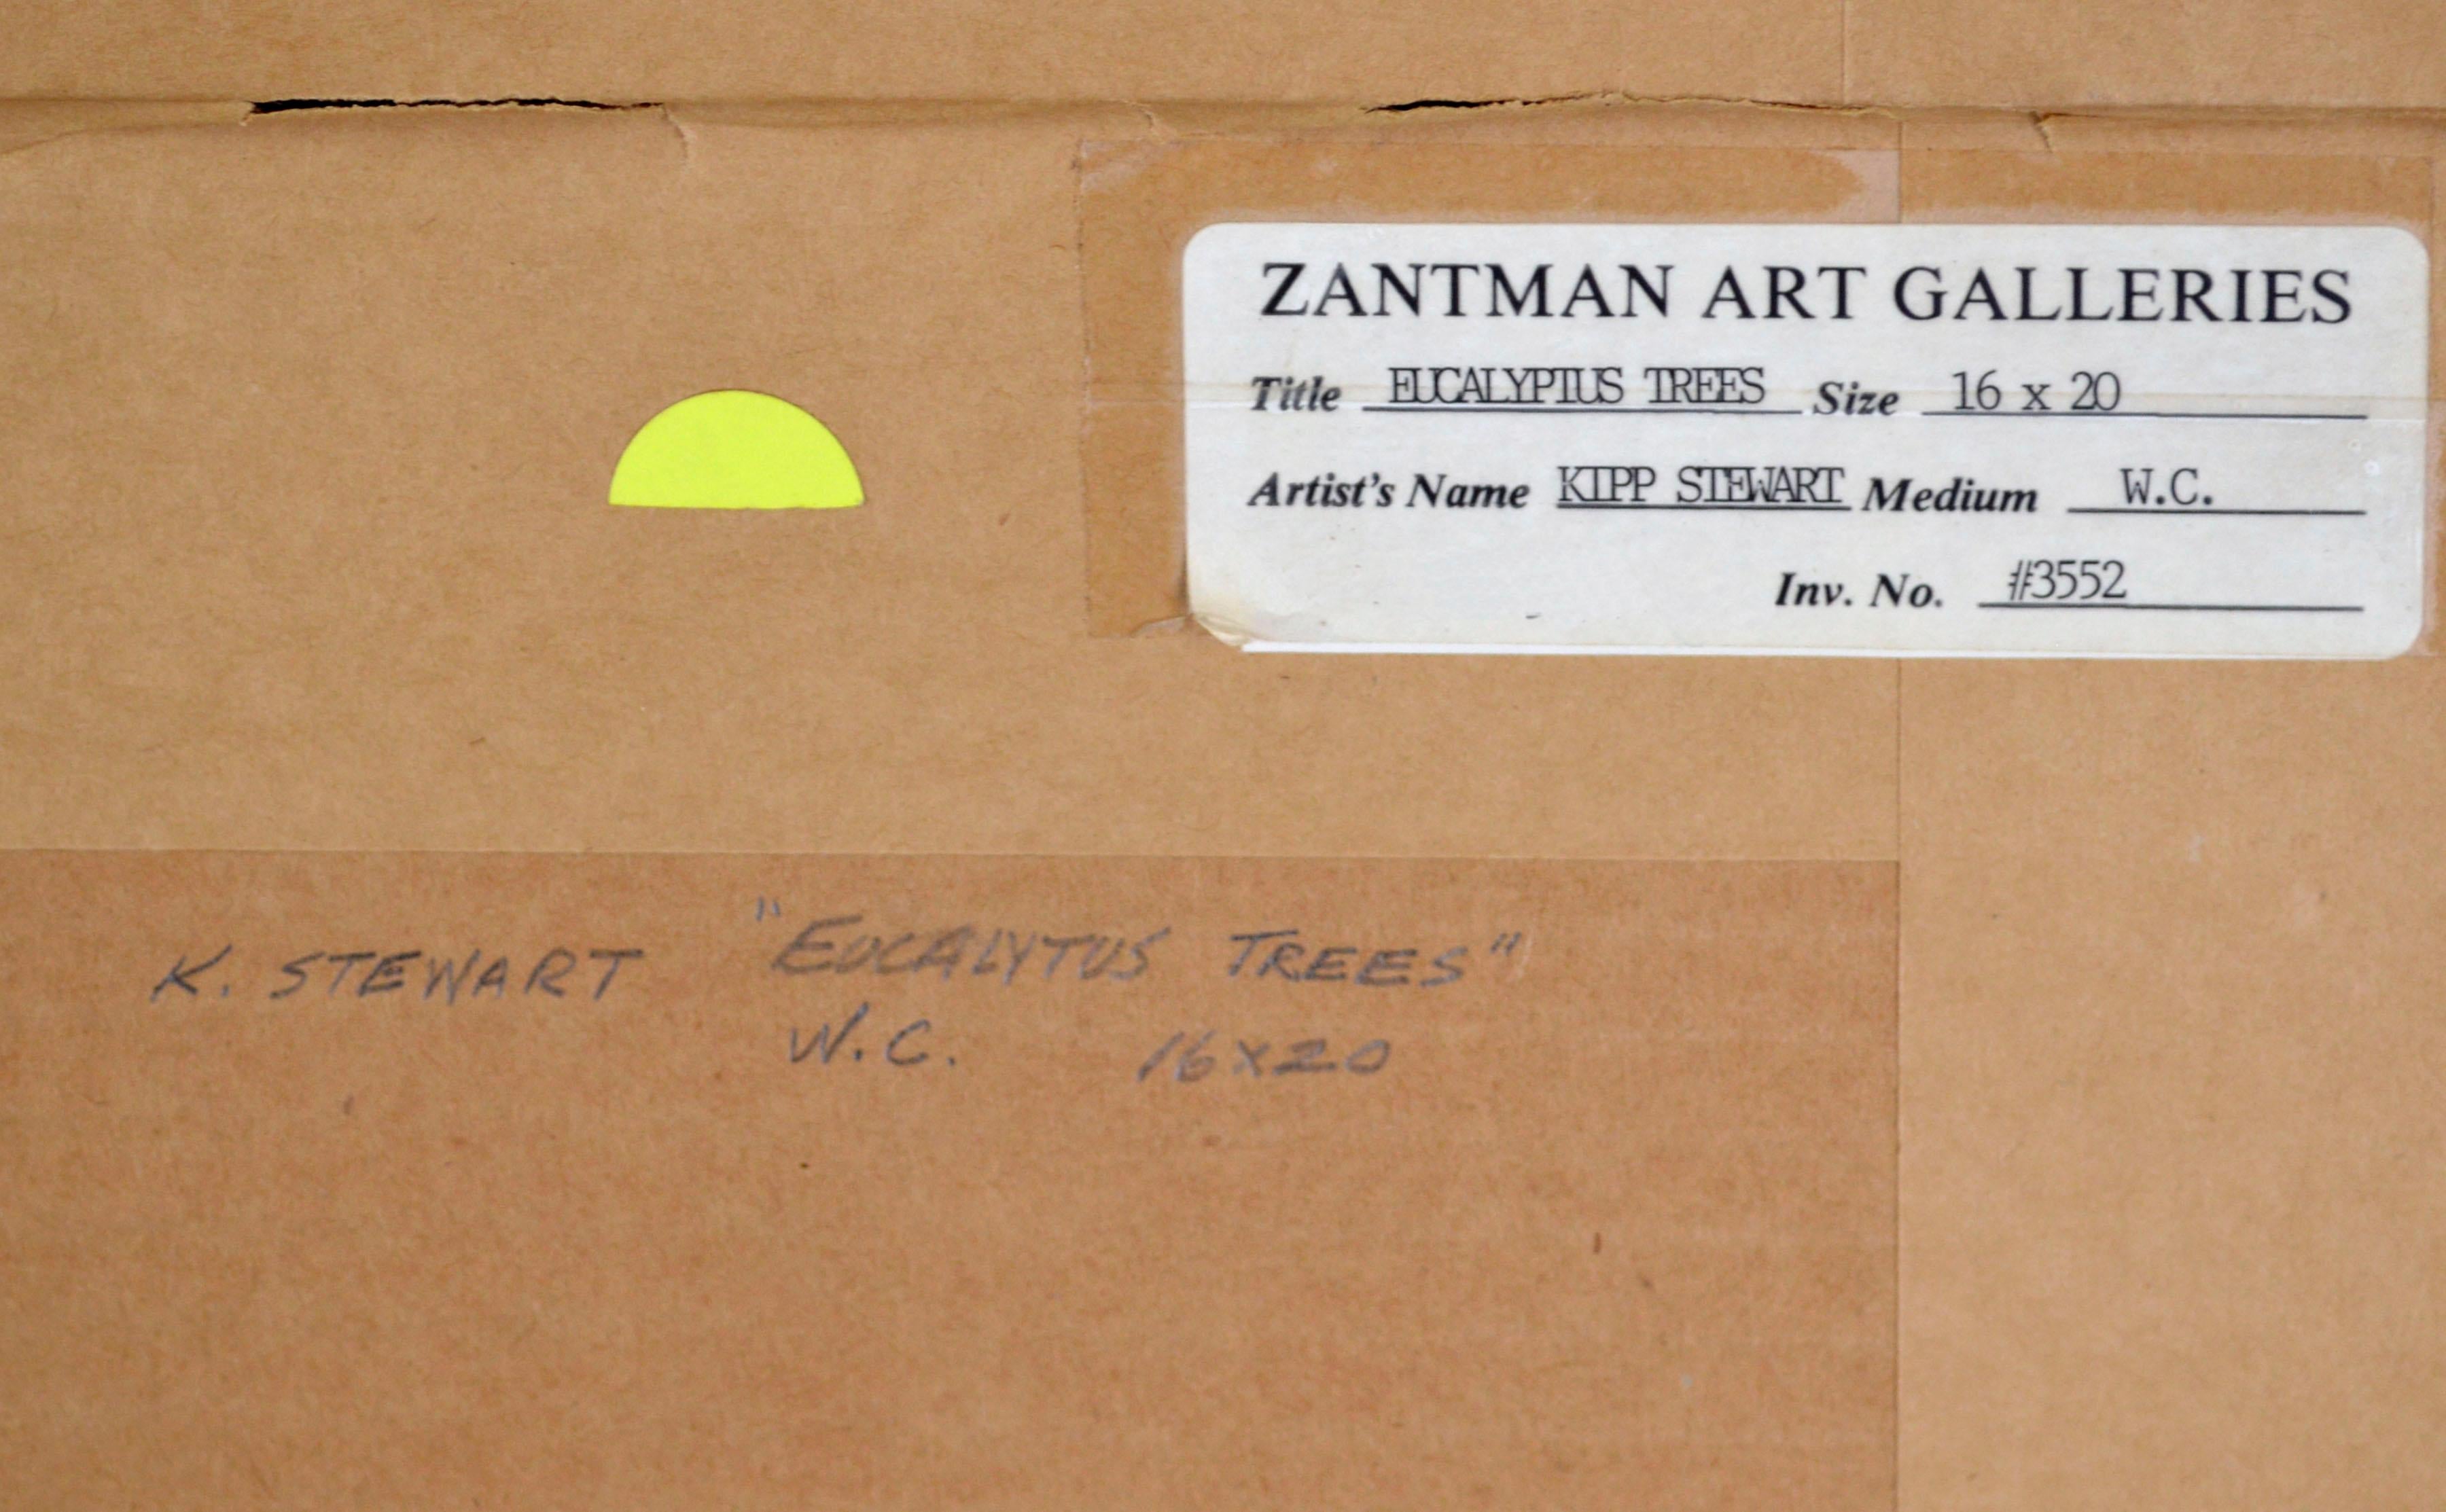 ZANTMAN ART GALLERIES
Title EUCALYPTUS TREES Size 16 x 20
Artist's Name KIPP STEWART Medium W.C.
Inv. No. #3552
K. STEWART "EUCALYTUS TREES"
W.C. 16x20